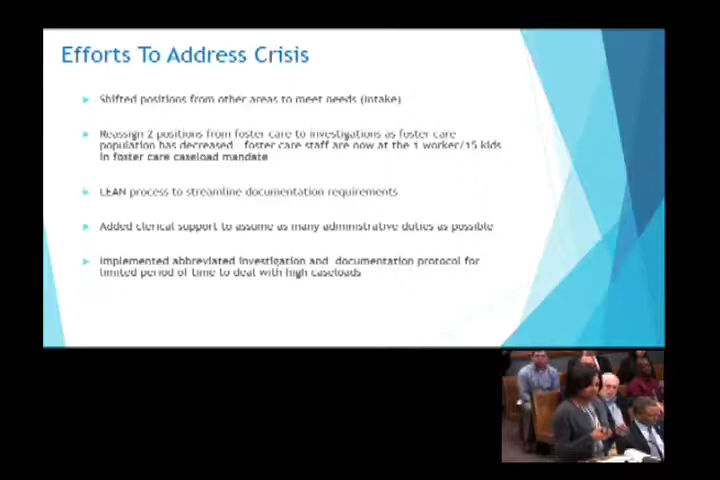 Efforts To Address Crisis
Shifted positions from other areas to meet needs (intake)
Reassign 2 positions from foster care to investigations as foster care
population has decreased foster care staff are now at the 1 worker/15 kids
in foster care caseload mandate
LEAN process to streamline documentation requirements
Added clerical support to assume as many administrative duties as possible
Implemented abbreviated investigation and documentation protocol for
limited period of time to deal with high caseloads